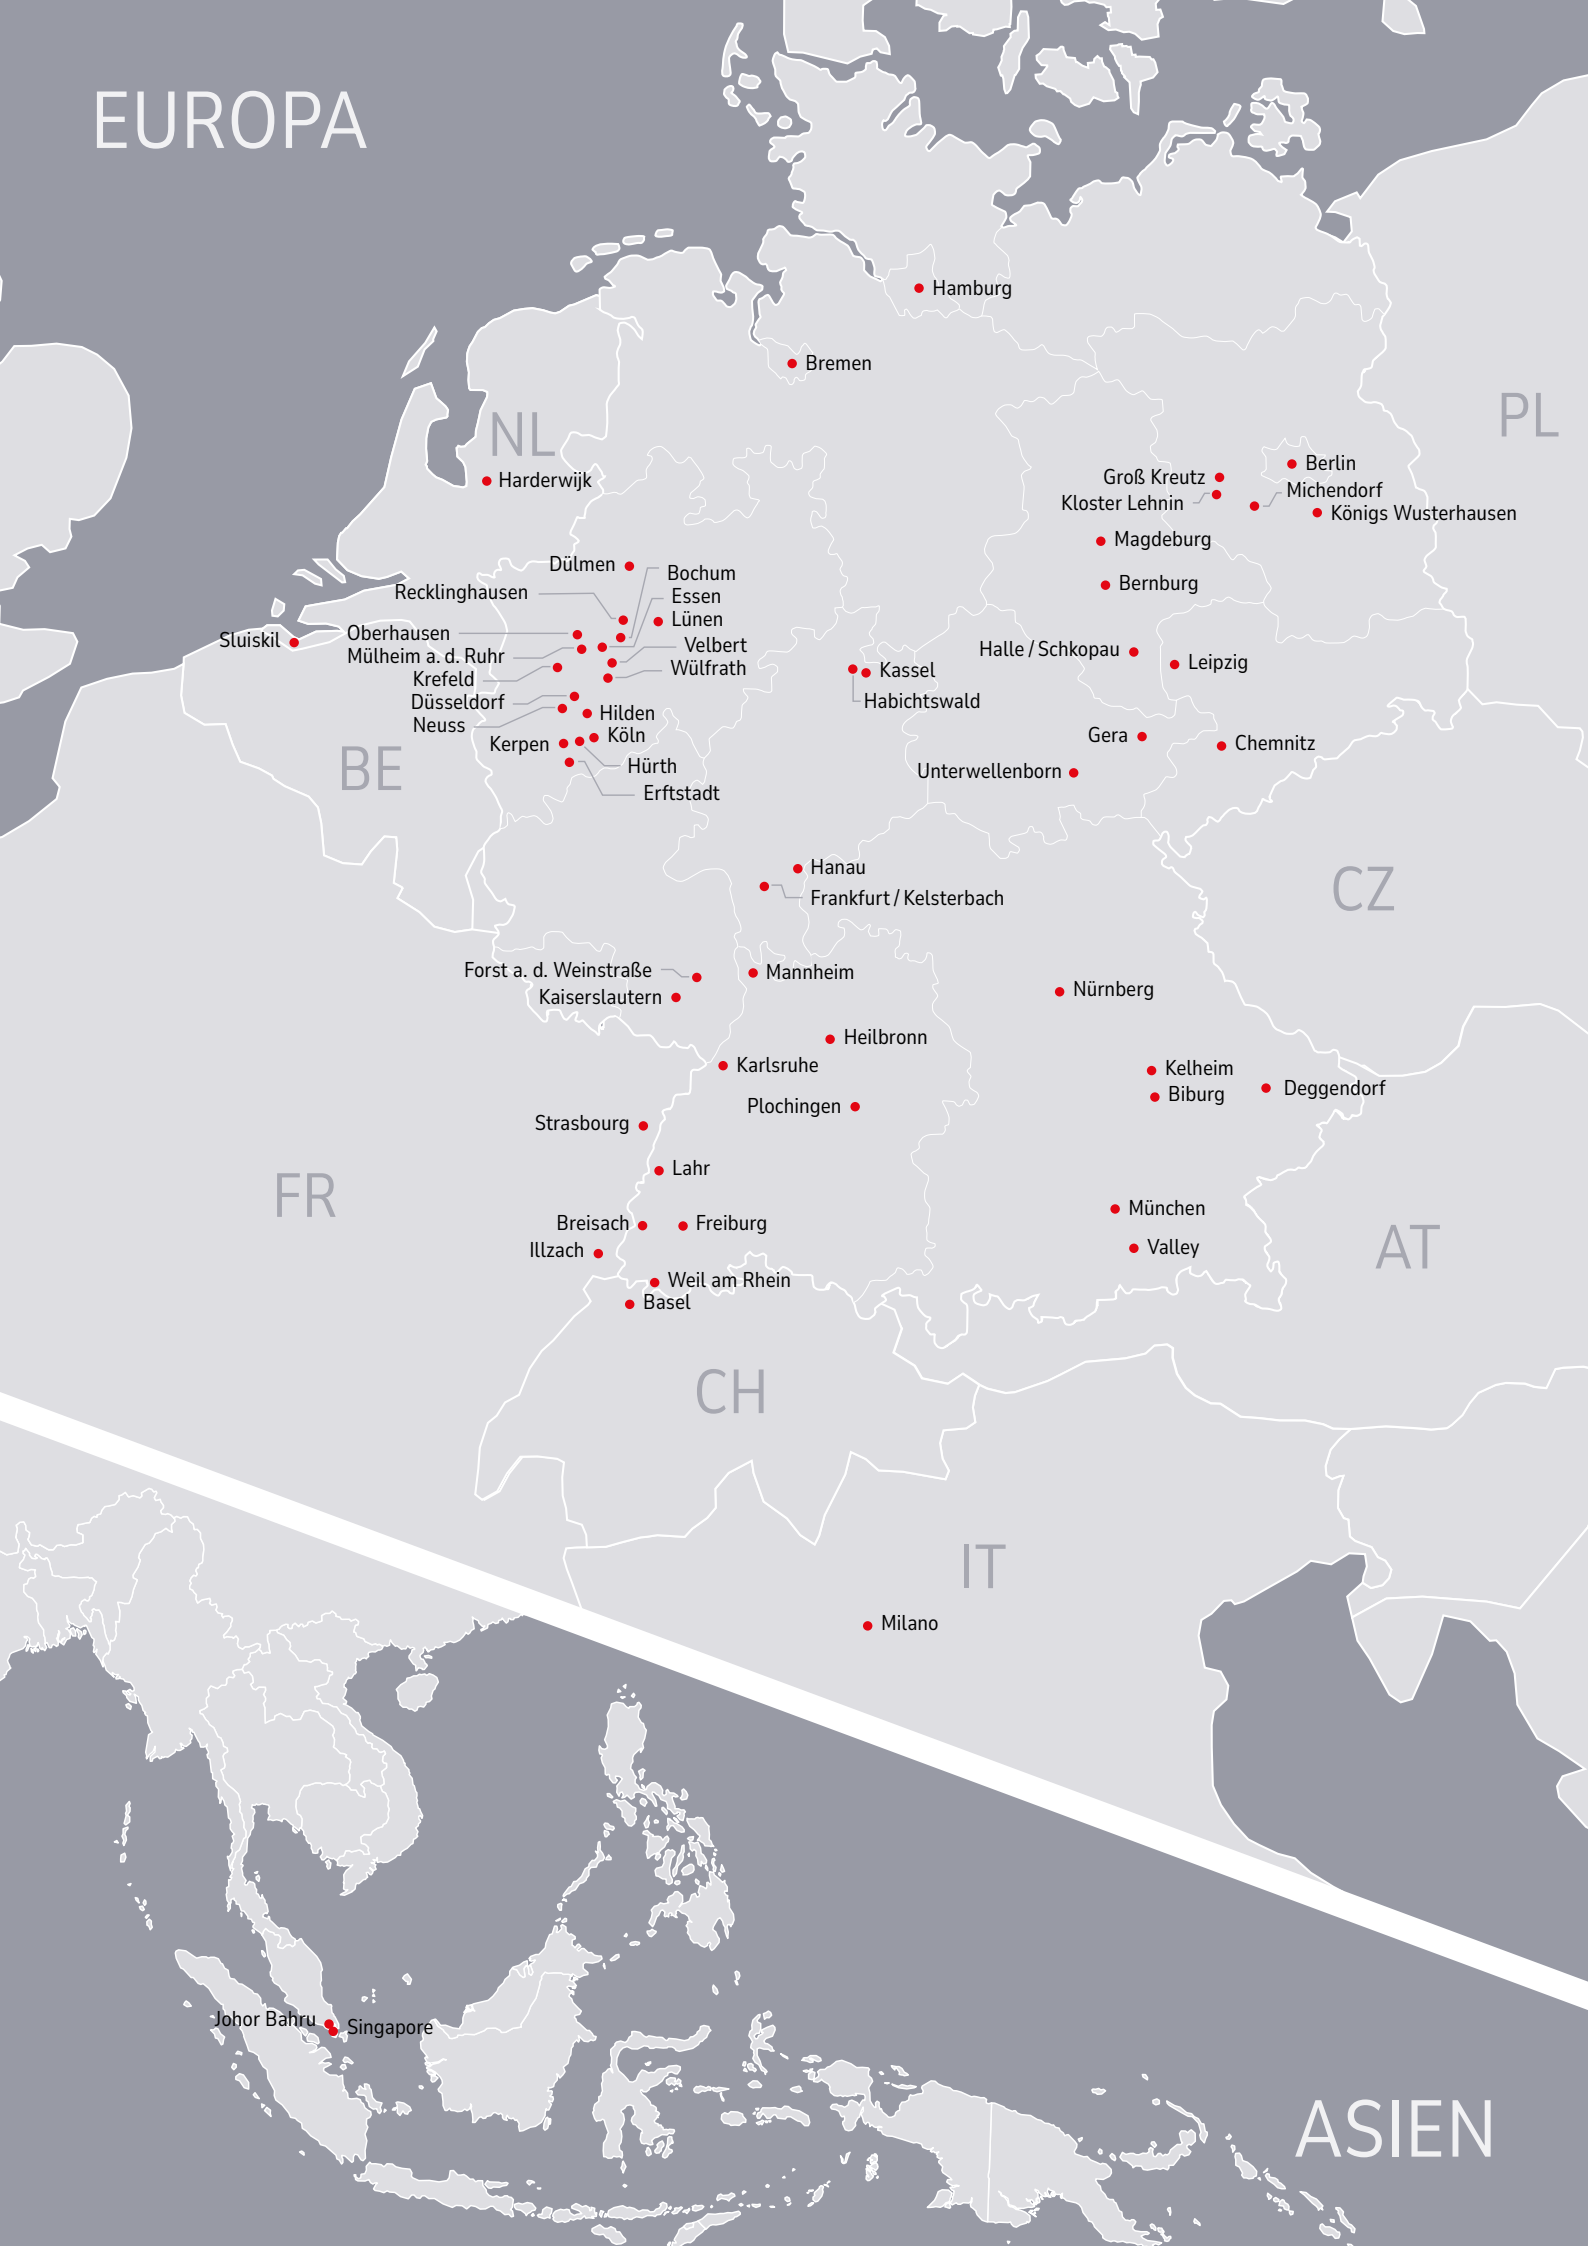 EUROPA
Hamburg
Bremen
NL
PL
Harderwijk
Berlin
Groß Kreutz
Michendorf
Kloster Lehnin
Königs Wusterhausen
Magdeburg
Dülmen
Bochum
Bernburg
Recklinghausen
Essen
Lünen
Sluiskil
Oberhausen
Velbert
Mülheim a. d. Ruhr
Halle / Schkopau
Leipzig
Wülfrath
Kassel
Krefeld
Habichtswald
Düsseldorf
Hilden
Neuss
Köln
Gera
Chemnitz
Kerpen
Hürth
BE
Unterwellenborn
Erftstadt
Hanau
CZ
Frankfurt / Kelsterbach
Forst a. d. Weinstraße
Mannheim
Kaiserslautern
Nürnberg
Heilbronn
Karlsruhe
Kelheim
Deggendorf
Biburg
Plochingen
Strasbourg
Lahr
FR
München
Breisach
Freiburg
Illzach
Valley
AT
Weil am Rhein
Basel
CH
IT
Milano
Johor Bahru
Singapore
ASIEN